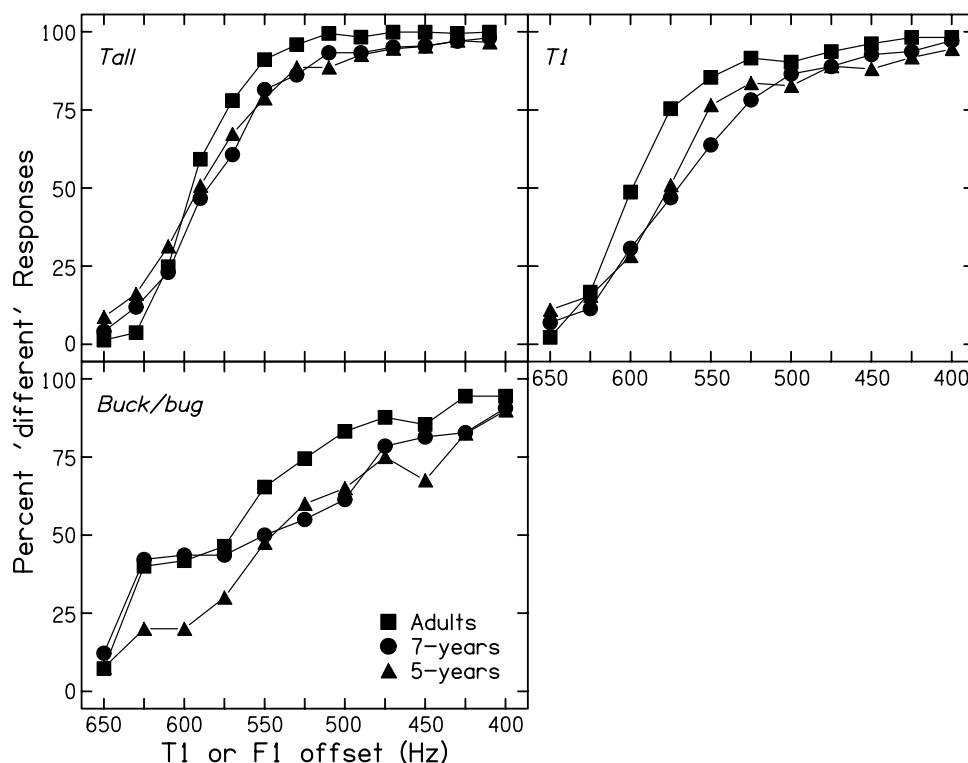 Percent 'different' Responses
100
75
50
25
0
Tall
T1
650 600 550 500 450 400
100
75
50
25
0
Buck/bug
Adults
7-years
5-years
650 600 550 500 450 400
T1 or F1 offset (Hz)